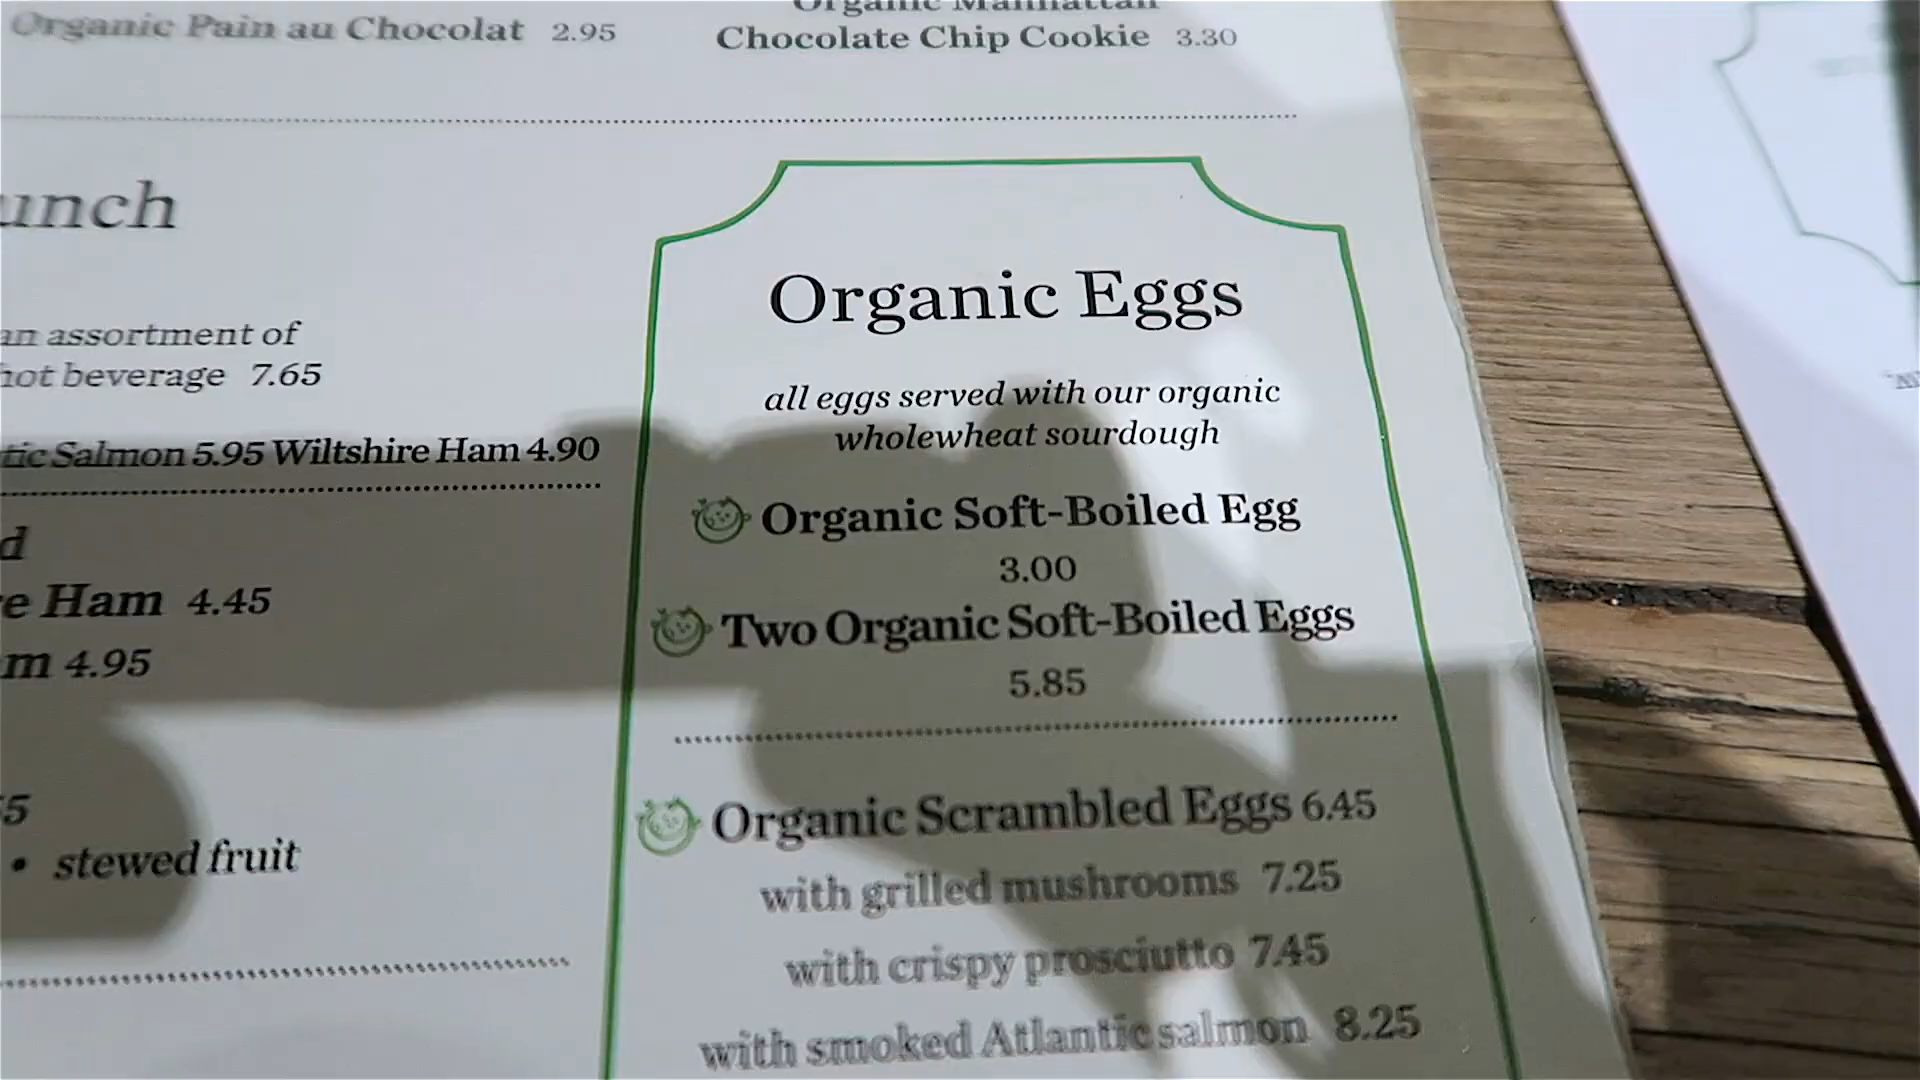 Organic Pain au Chocolat 2.95
Organic Manhattan
Chocolate Chip Cookie 3.30
unch
an assortment of
hot beverage 7.65
tic Salmon 5.95 Wiltshire Ham 4.90
d
e Ham 4.45
m 4.95
5
• stewed fruit
Organic Eggs
all eggs served with our organic
wholewheat sourdough
Organic Soft-Boiled Egg
3.00
Two Organic Soft-Boiled Eggs
5.85
Organic Scrambled Eggs 6.45
with grilled mushrooms 7.25
with crispy prosciutto 7.45
with smoked Atlantic salmon 8.25